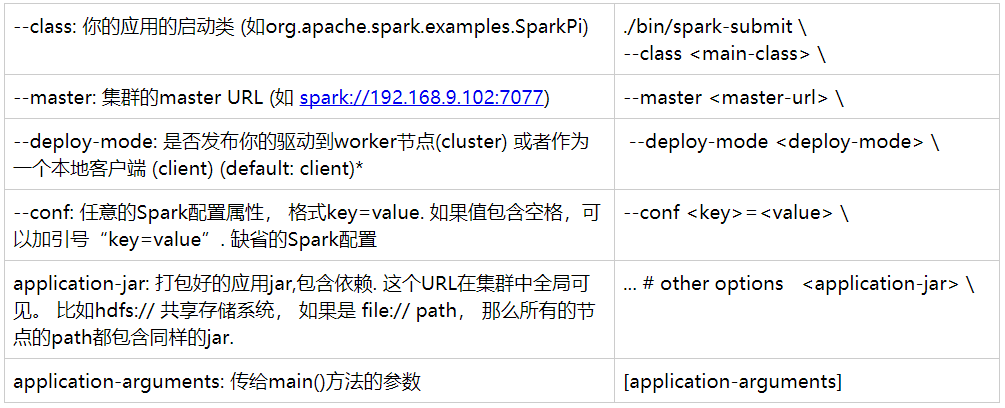 --class: 你的应用的启动类 (如org.apache.spark.examples.SparkPi)
./bin/spark-submit \
--class <main-class> \
--master: 集群的master URL (如 spark://192.168.9.102:7077)
--master <master-url> \
--deploy-mode: 是否发布你的驱动到worker节点(cluster) 或者作为
一个本地客户端 (client) (default: client)*
--deploy-mode <deploy-mode> \
--conf: 任意的Spark配置属性， 格式key=value. 如果值包含空格，可
以加引号“key=value”. 缺省的Spark配置
--conf <key>=<value> \
application-jar: 打包好的应用jar,包含依赖. 这个URL在集群中全局可
见。 比如hdfs:// 共享存储系统， 如果是 file:// path， 那么所有的节
点的path都包含同样的jar.
... # other options <application-jar> \
application-arguments: 传给main()方法的参数
[application-arguments]